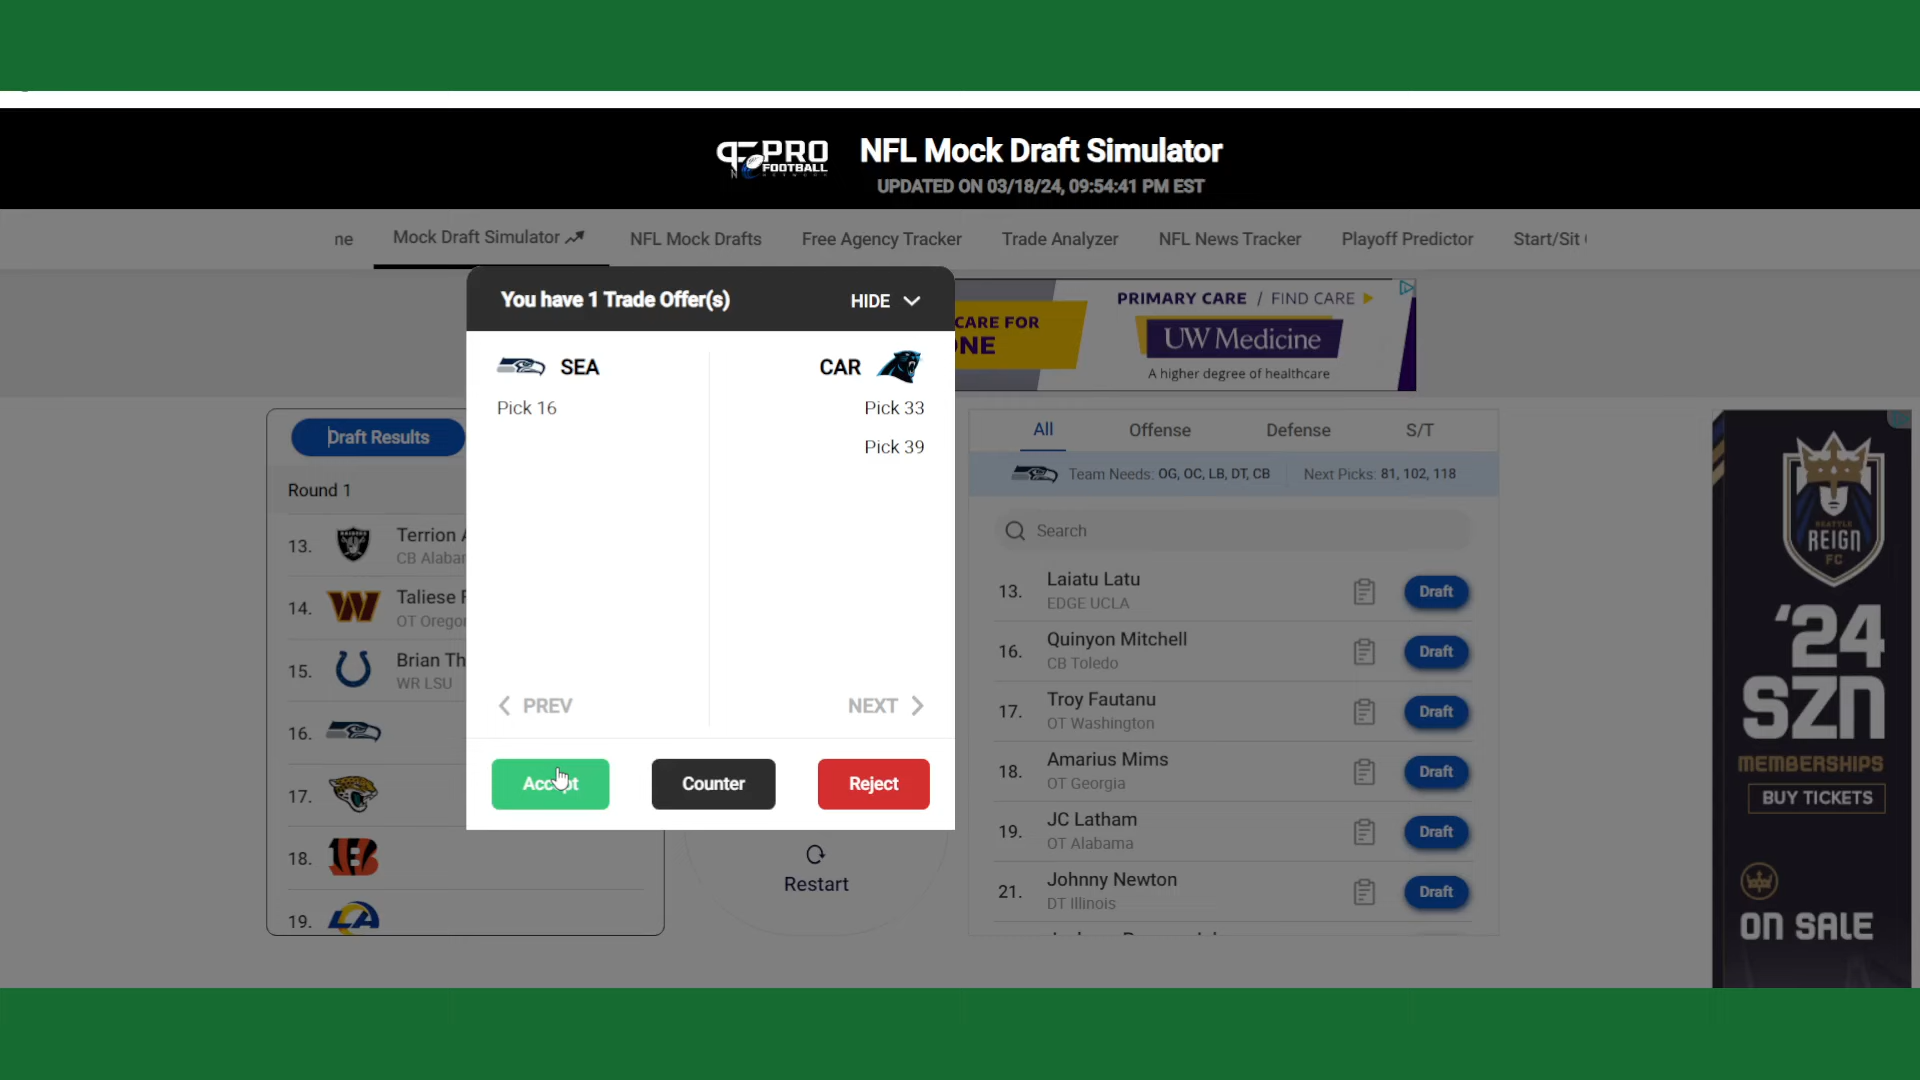 PRO
FOOTBALL
NETWORK
NFL Mock Draft Simulator
UPDATED ON 03/18/24, 09:54:41 PM EST
ne
Mock Draft Simulator
NFL Mock Drafts
Free Agency Tracker
Trade Analyzer
NFL News Tracker
Playoff Predictor
Start/Sit
You have 1 Trade Offer(s)
HIDE
SEA
CAR
Pick 16
Pick 33
Pick 39
PREV
NEXT
Counter
Reject
CARE FOR
NE
PRIMARY CARE / FIND CARE
UW Medicine
A higher degree of healthcare
Draft Results
Round 1
13.
Terrion
CB Alabar
14.
Taliese
OT Orego
15.
Brian Th
WR LSU
16.
17.
18.
19.
Restart
All
Offense
Defense
S/T
Team Needs: OG, OC, LB, DT, CB
Next Picks: 81, 102, 118
Search
13.
Laiatu Latu
EDGE UCLA
Draft
16.
Quinyon Mitchell
CB Toledo
Draft
17.
Troy Fautanu
OT Washington
Draft
18.
Amarius Mims
OT Georgia
Draft
19.
JC Latham
OT Alabama
Draft
21.
Johnny Newton
DT Illinois
Draft
SEATTLE
REIGN
FC
'24
SZN
MEMBERSHIPS
BUY TICKETS
ON SALE